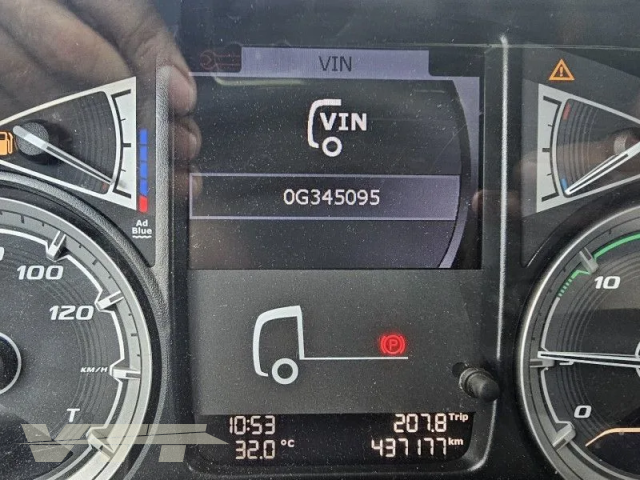 VIN
VIN
0G345095
Ad
Blue
100
120
KM/H
T
10
0
P
10:53
207.8 Trip
32.0 °C
437177 km
VTT